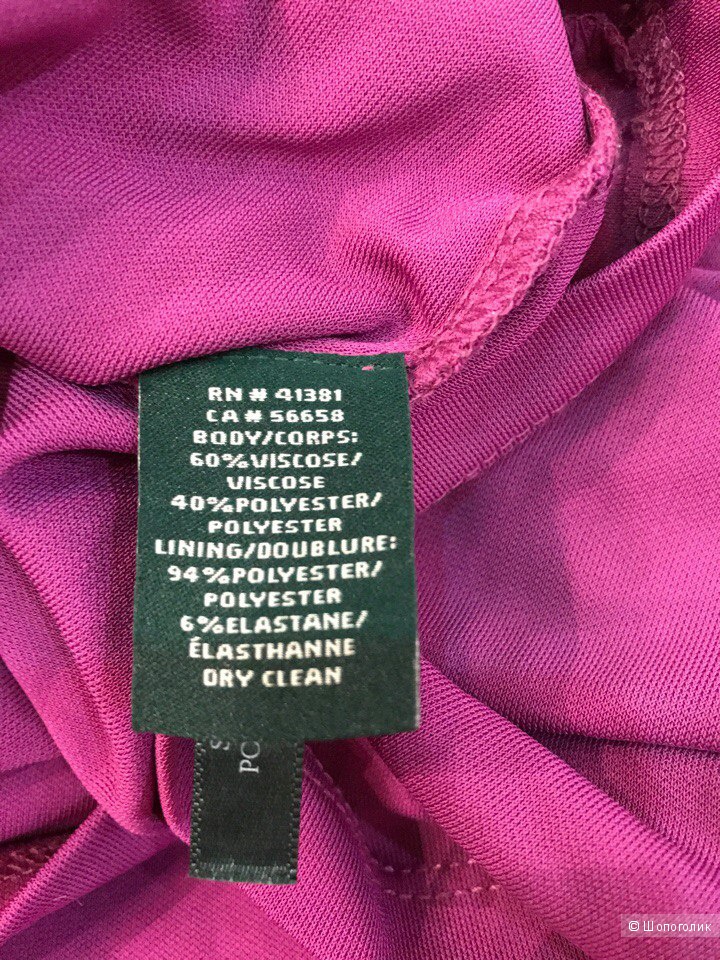 RN # 41381
CA # 56658
BODY/CORPS:
60%VISCOSE/
VISCOSE
40%POLYESTER/
POLYESTER
LINING/DOUBLURE:
94%POLYESTER/
POLYESTER
6%ELASTANE/
ÉLASTHANNE
DRY CLEAN
© Шопоголик